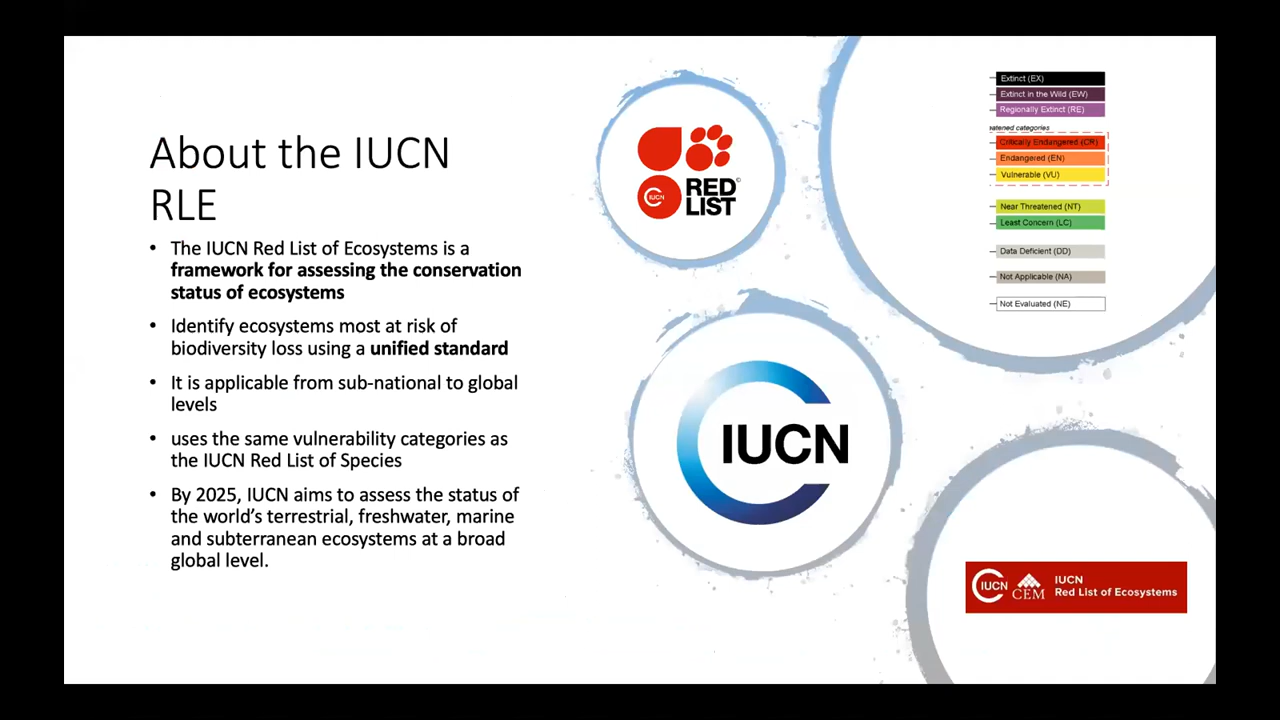 About the IUCN
RLE
• The IUCN Red List of Ecosystems is a
framework for assessing the conservation
status of ecosystems
• Identify ecosystems most at risk of
biodiversity loss using a unified standard
• It is applicable from sub-national to global
levels
• uses the same vulnerability categories as
the IUCN Red List of Species
• By 2025, IUCN aims to assess the status of
the world's terrestrial, freshwater, marine
and subterranean ecosystems at a broad
global level.
IUCN
RED
LIST
©
IUCN
Extinct (EX)
Extinct in the Wild (EW)
Regionally Extinct (RE)
eatened categories
Critically Endangered (CR)
Endangered (EN)
Vulnerable (VU)
Near Threatened (NT)
Least Concern (LC)
Data Deficient (DD)
Not Applicable (NA)
Not Evaluated (NE)
IUCN
CEM
IUCN
Red List of Ecosystems